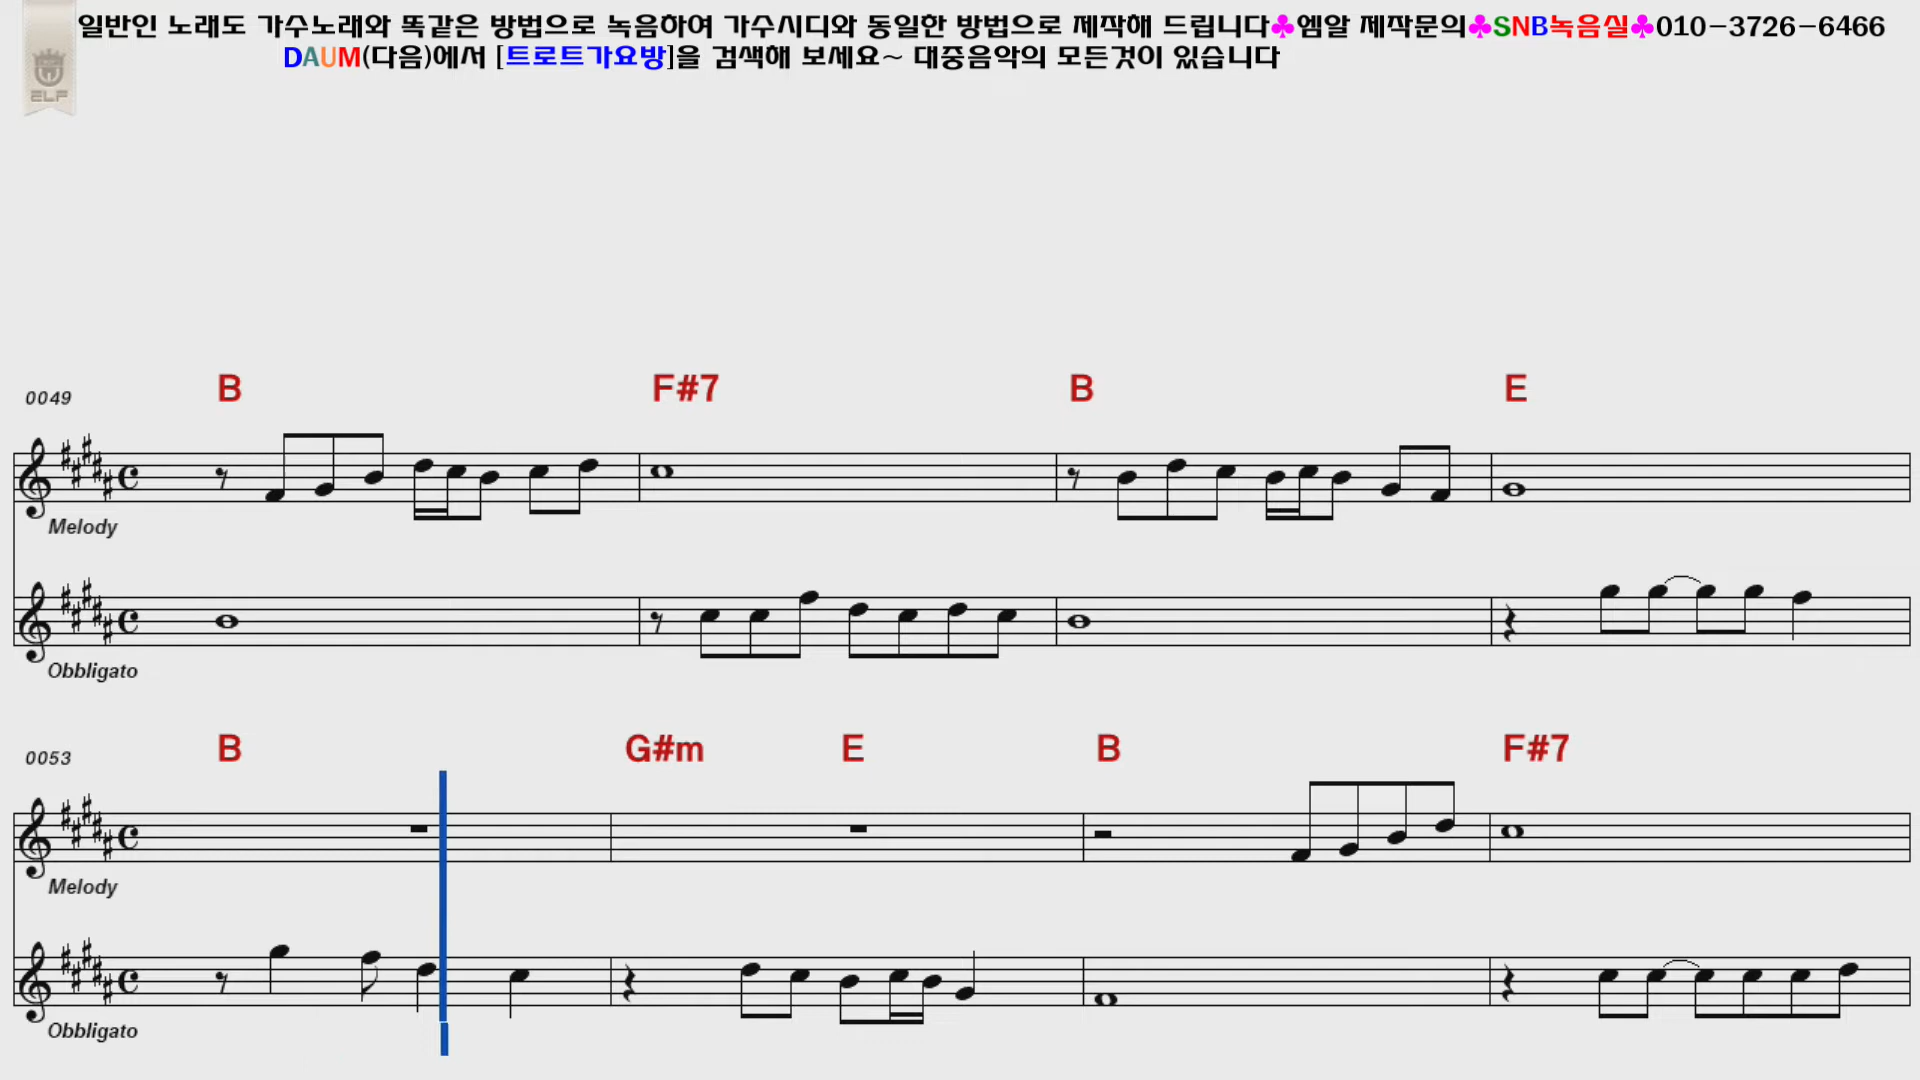 일반인 노래도 가수노래와 똑같은 방법으로 녹음하여 가수시디와 동일한 방법으로 제작해 드립니다♣엠알 제작문의♣SNB녹음실♣010-3726-6466
DAUM(다음)에서 [트로트가요방]을 검색해 보세요~ 대중음악의 모든것이 있습니다
ELF
0049 B F#7 B E
Melody
Obbligato
0053 B G#m E B F#7
Melody
Obbligato